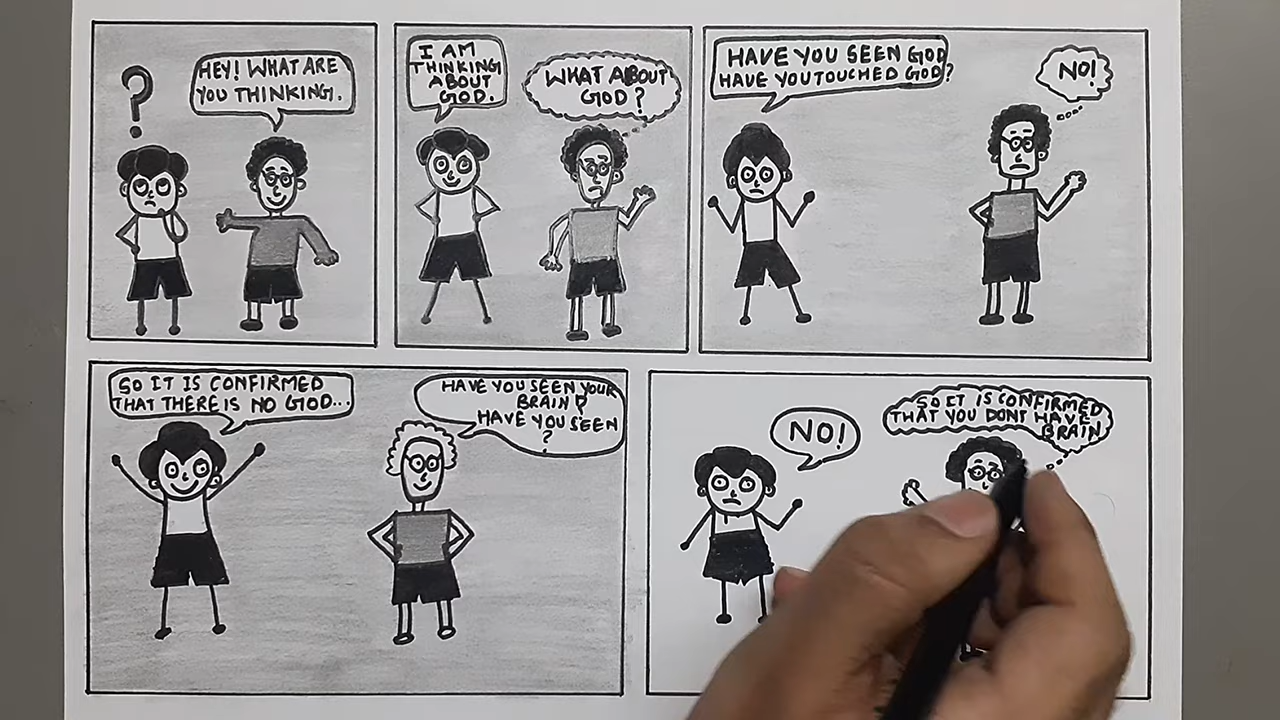 ?
HEY! WHAT ARE
YOU THINKING.
I AM
THINKING
ABOUT
GOD.
WHAT ABOUT
GOD?
HAVE YOU SEEN GOD
HAVE YOU TOUCHED GOD?
NO!
SO IT IS CONFIRMED
THAT THERE IS NO GOD...
HAVE YOU SEEN YOUR
BRAIN?
HAVE YOU SEEN
?
NO!
SO IT IS CONFIRMED
THAT YOU DONT HAVE
BRAIN